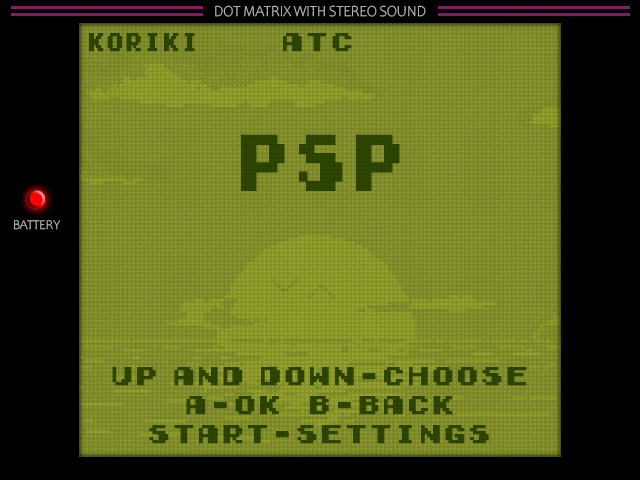 DOT MATRIX WITH STEREO SOUND
KORIKI ATC
PSP
BATTERY
UP AND DOWN-CHOOSE
A-OK B-BACK
START-SETTINGS